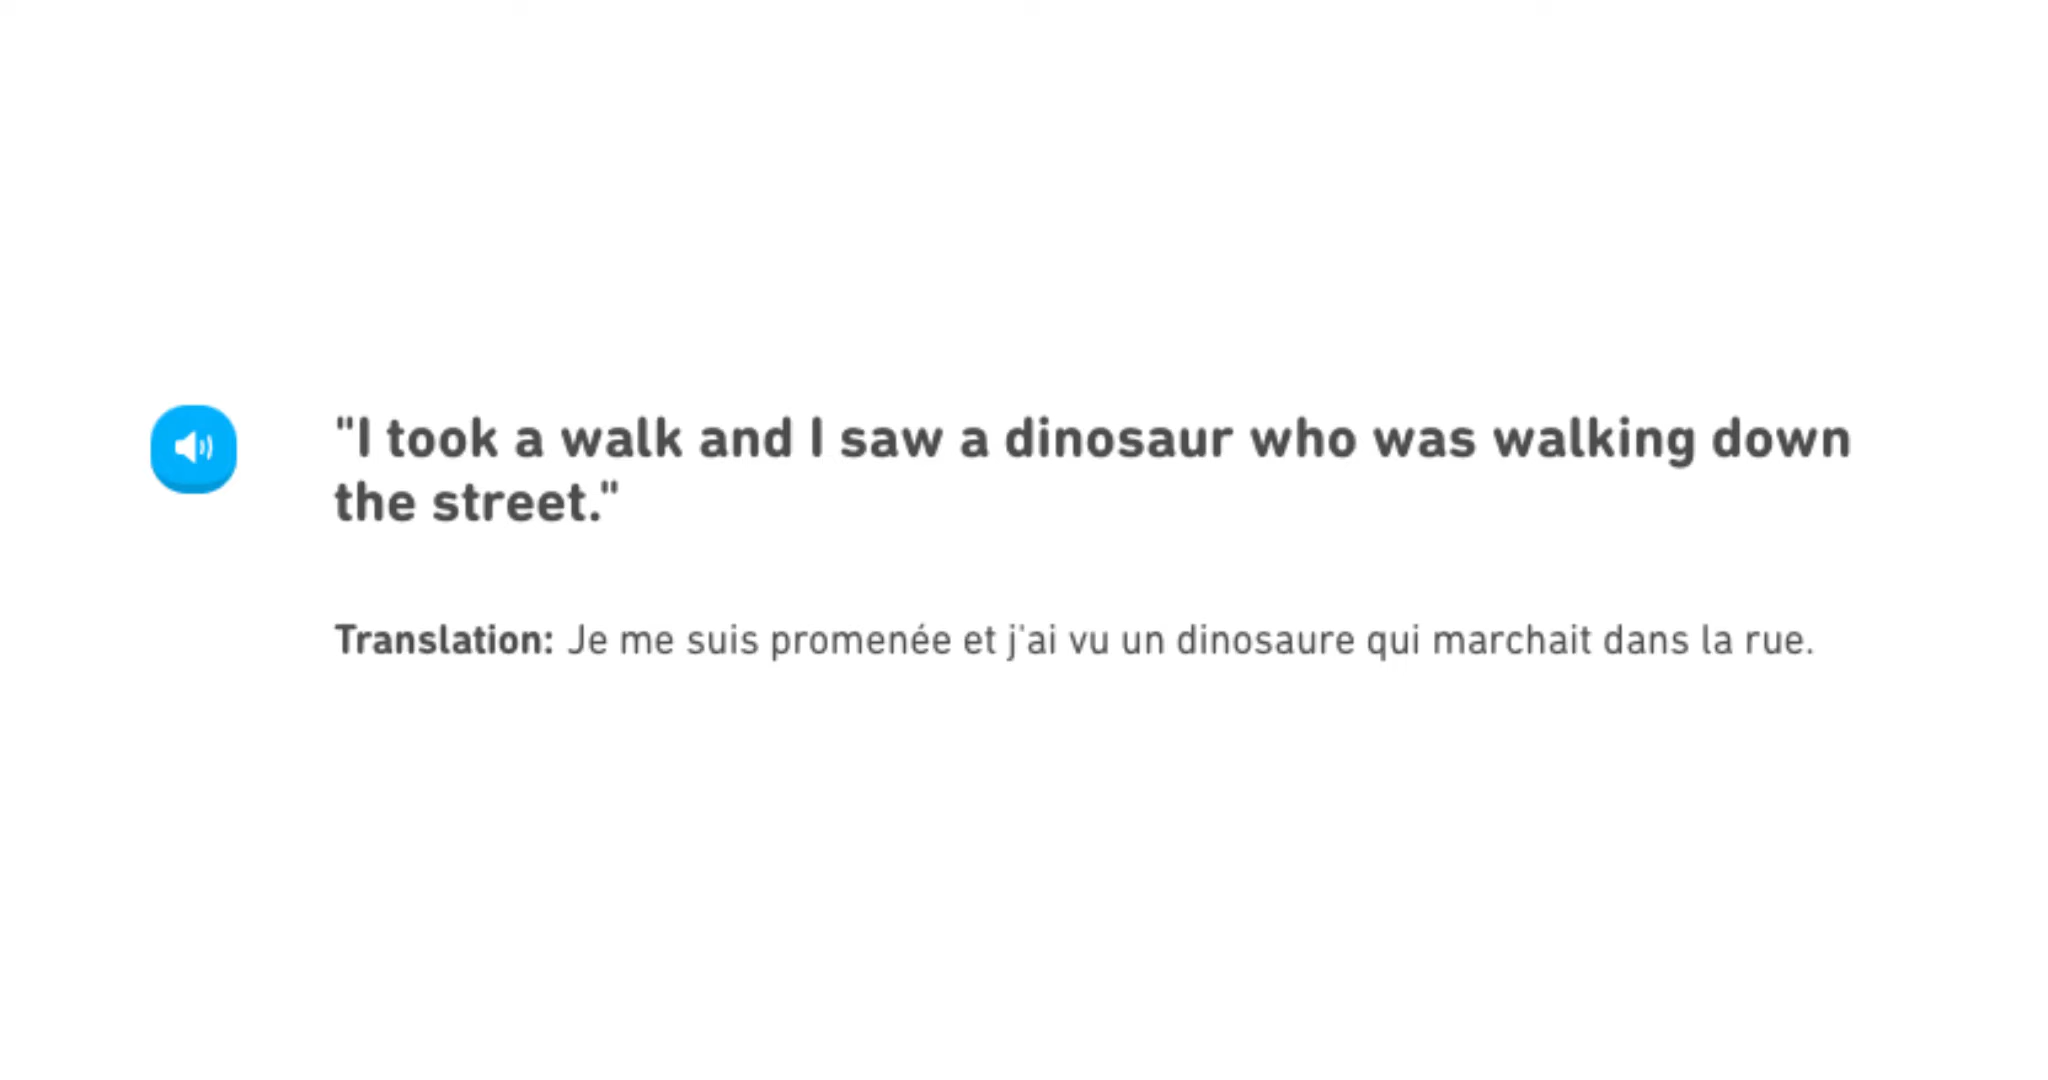 "I took a walk and I saw a dinosaur who was walking down
the street."
Translation: Je me suis promenée et j'ai vu un dinosaure qui marchait dans la rue.